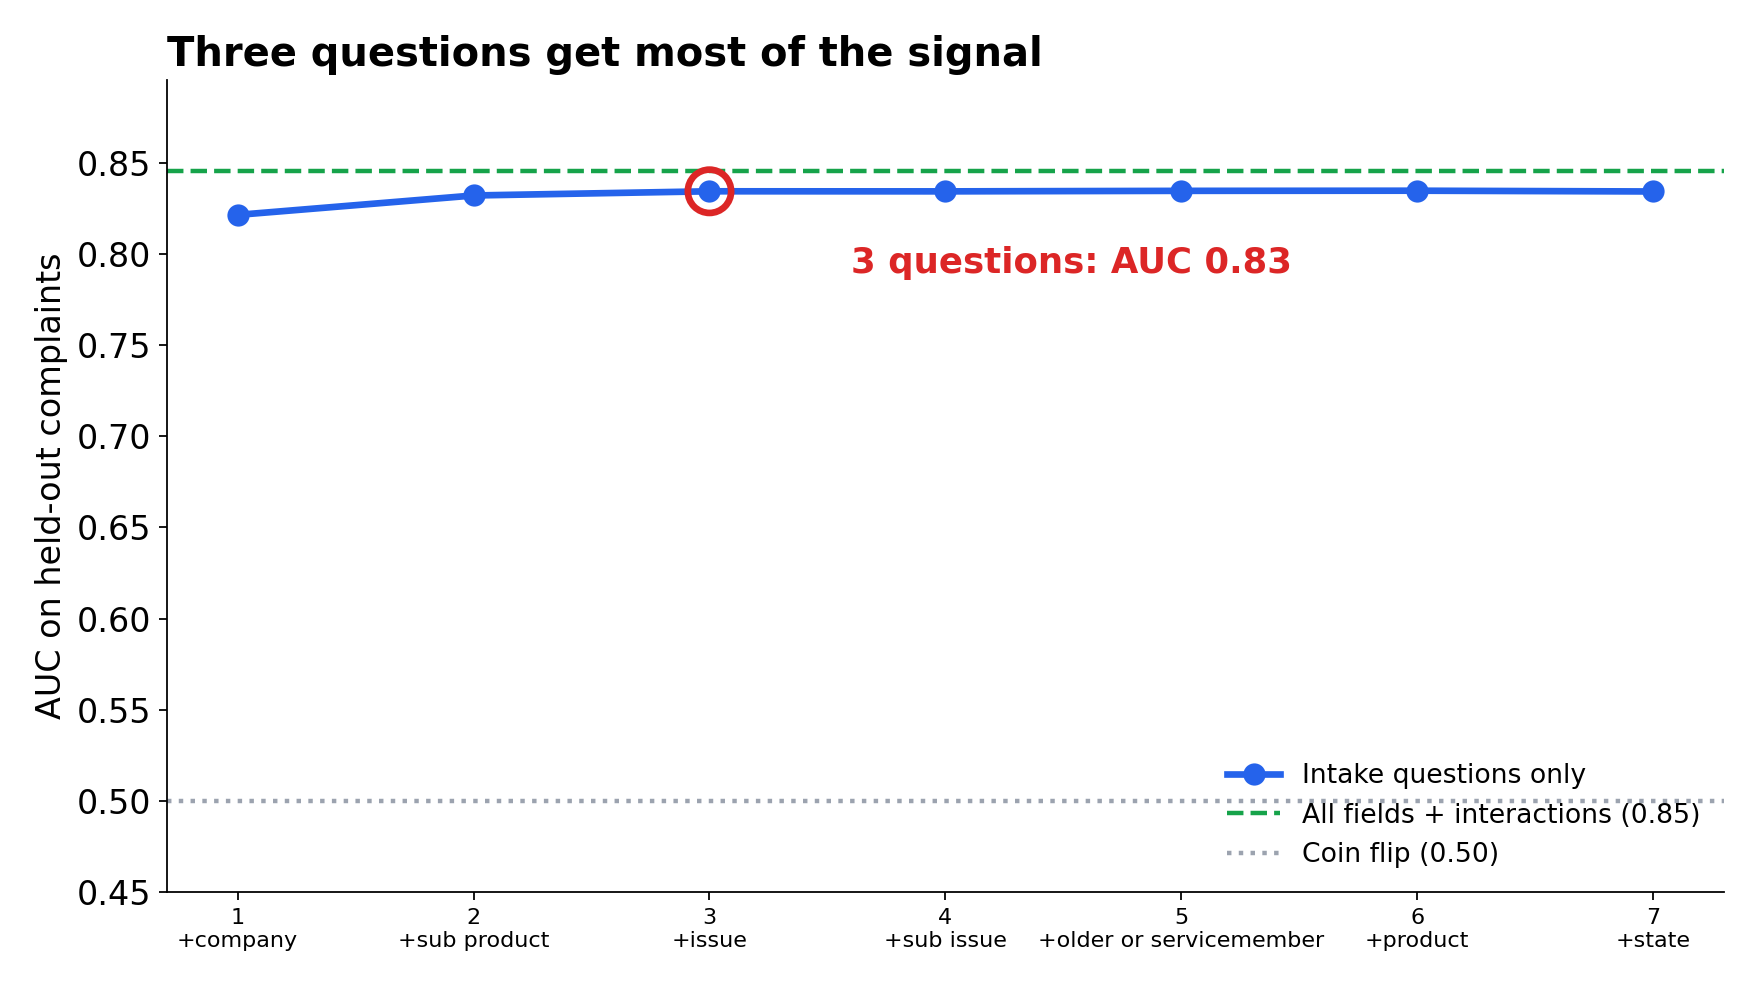 Three questions get most of the signal
AUC on held-out complaints
0.85
0.80
0.75
0.70
0.65
0.60
0.55
0.50
0.45
3 questions: AUC 0.83
Intake questions only
All fields + interactions (0.85)
Coin flip (0.50)
1 2 3 4 5 6 7
+company +sub product +issue +sub issue +older or servicemember +product +state